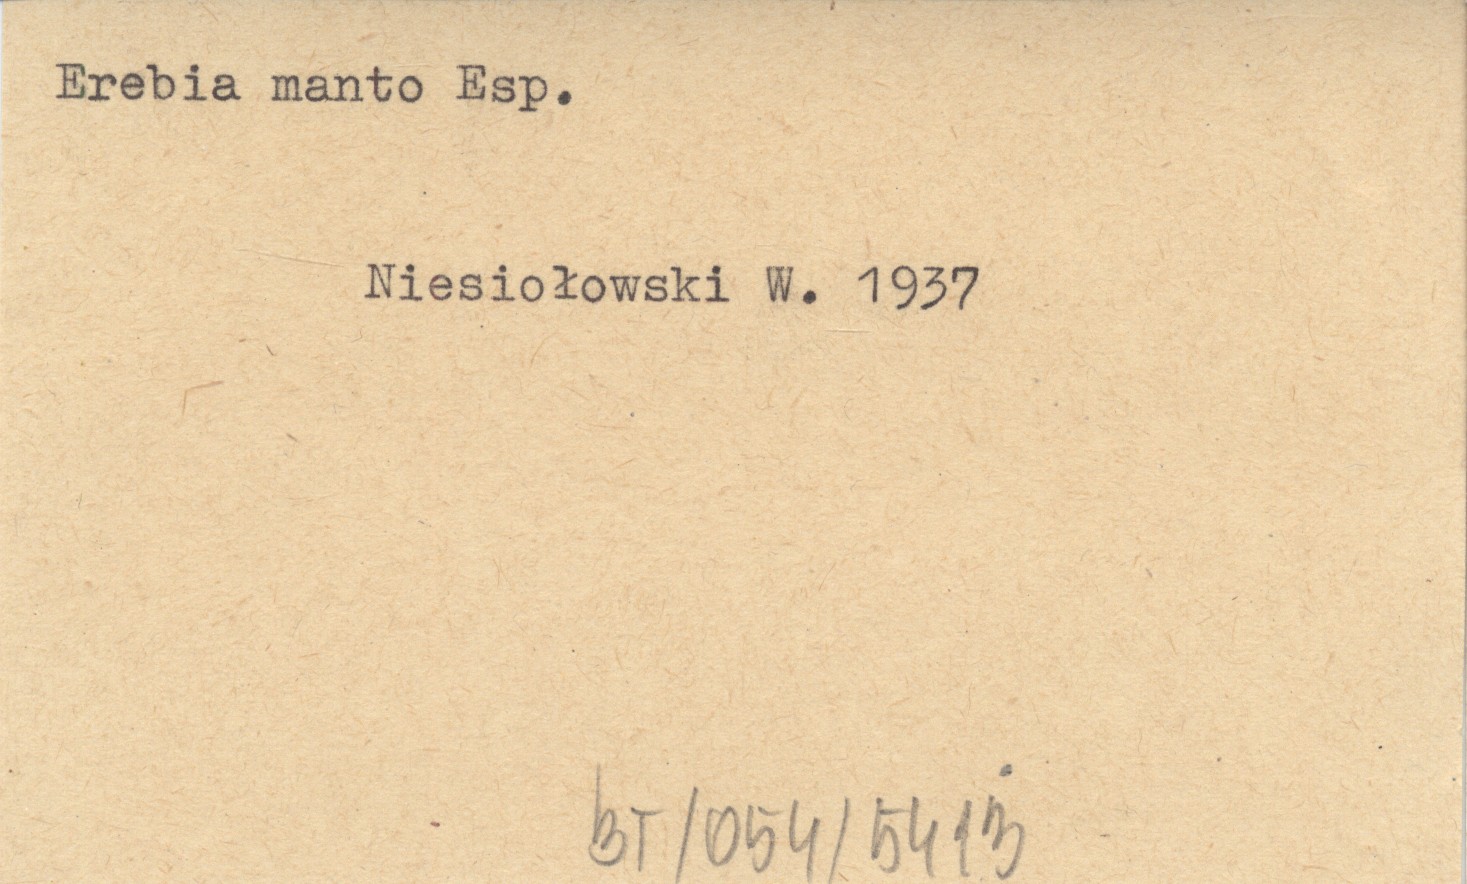 Erebia manto Esp.
Niesiołowski W. 1937
BT/054/5413